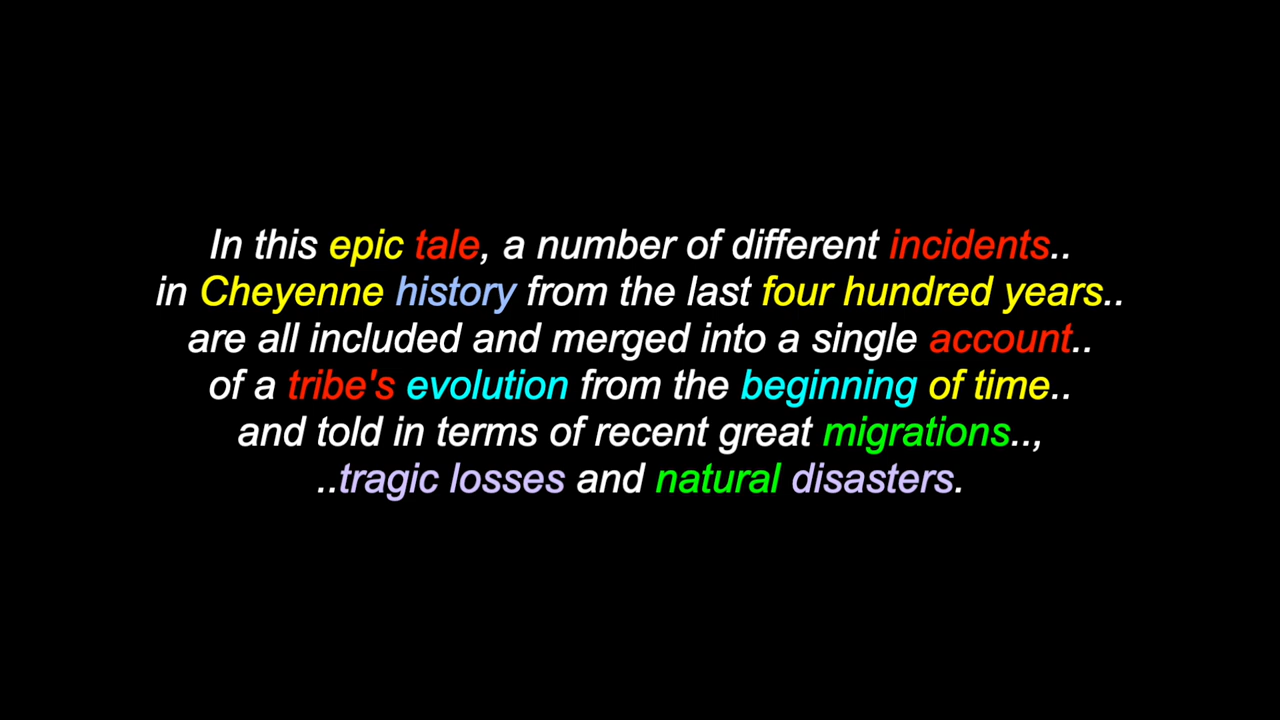 In this epic tale, a number of different incidents..
in Cheyenne history from the last four hundred years..
are all included and merged into a single account..
of a tribe's evolution from the beginning of time..
and told in terms of recent great migrations..,
..tragic losses and natural disasters.